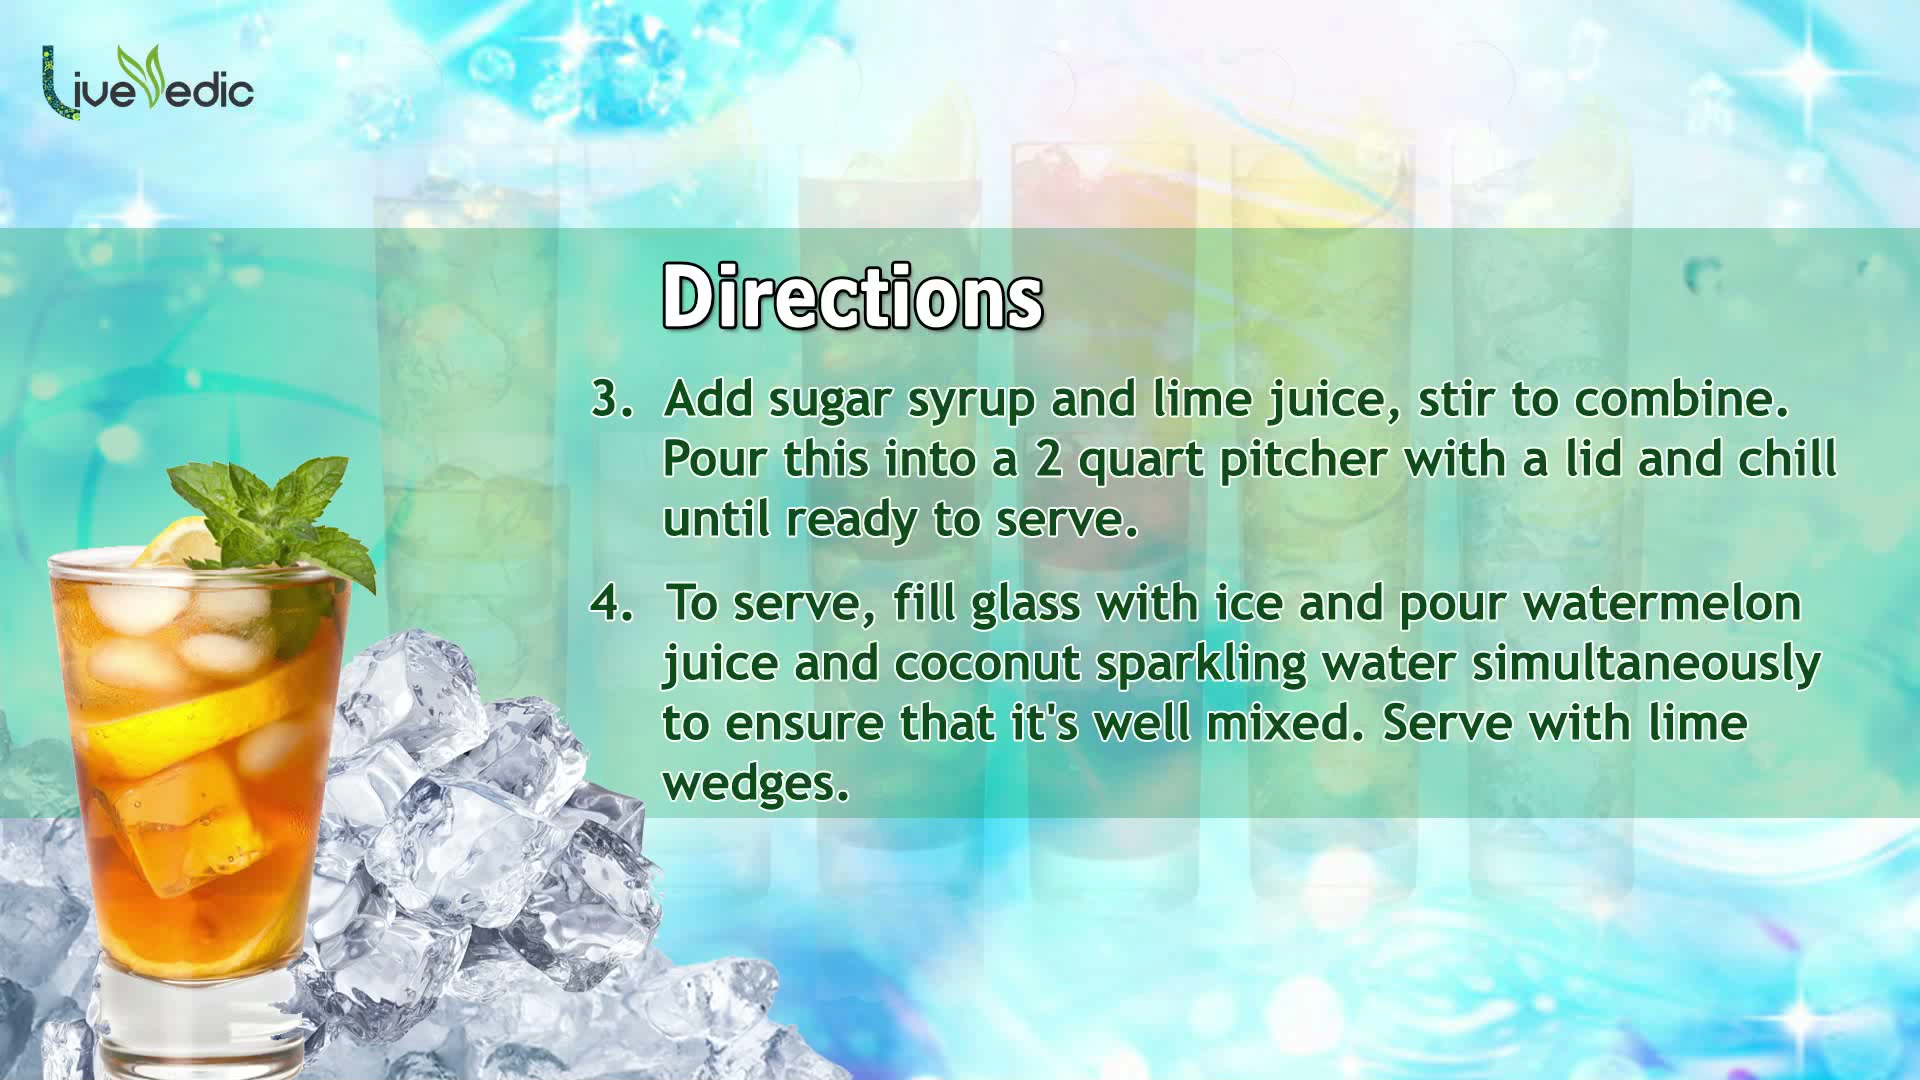 LiveVedic
Directions
3. Add sugar syrup and lime juice, stir to combine.
Pour this into a 2 quart pitcher with a lid and chill
until ready to serve.
4. To serve, fill glass with ice and pour watermelon
juice and coconut sparkling water simultaneously
to ensure that it's well mixed. Serve with lime
wedges.